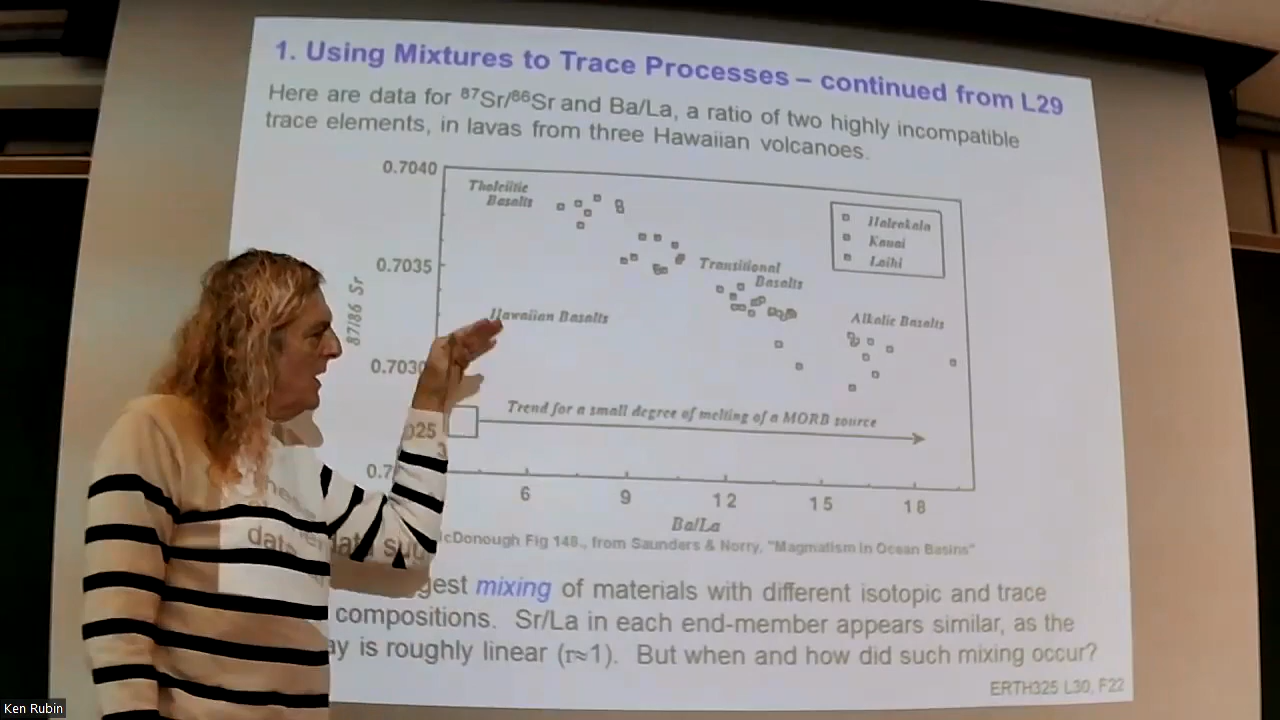 1. Using Mixtures to Trace Processes – continued from L29
Here are data for ⁸⁷Sr/⁸⁶Sr and Ba/La, a ratio of two highly incompatible
trace elements, in lavas from three Hawaiian volcanoes.
0.7040
Tholeiitic
Basalts
Haleakala
Kauai
Loihi
0.7035
Transitional
Basalts
87/86 Sr
Hawaiian Basalts
Alkalic Basalts
0.7030
Trend for a small degree of melting of a MORB source
025
3
0.7
6 9 12 15 18
Ba/La
cDonough Fig 14B., from Saunders & Norry, "Magmatism in Ocean Basins"
gest mixing of materials with different isotopic and trace
compositions. Sr/La in each end-member appears similar, as the
ay is roughly linear (r≈1). But when and how did such mixing occur?
ERTH325 L30, F22
Ken Rubin